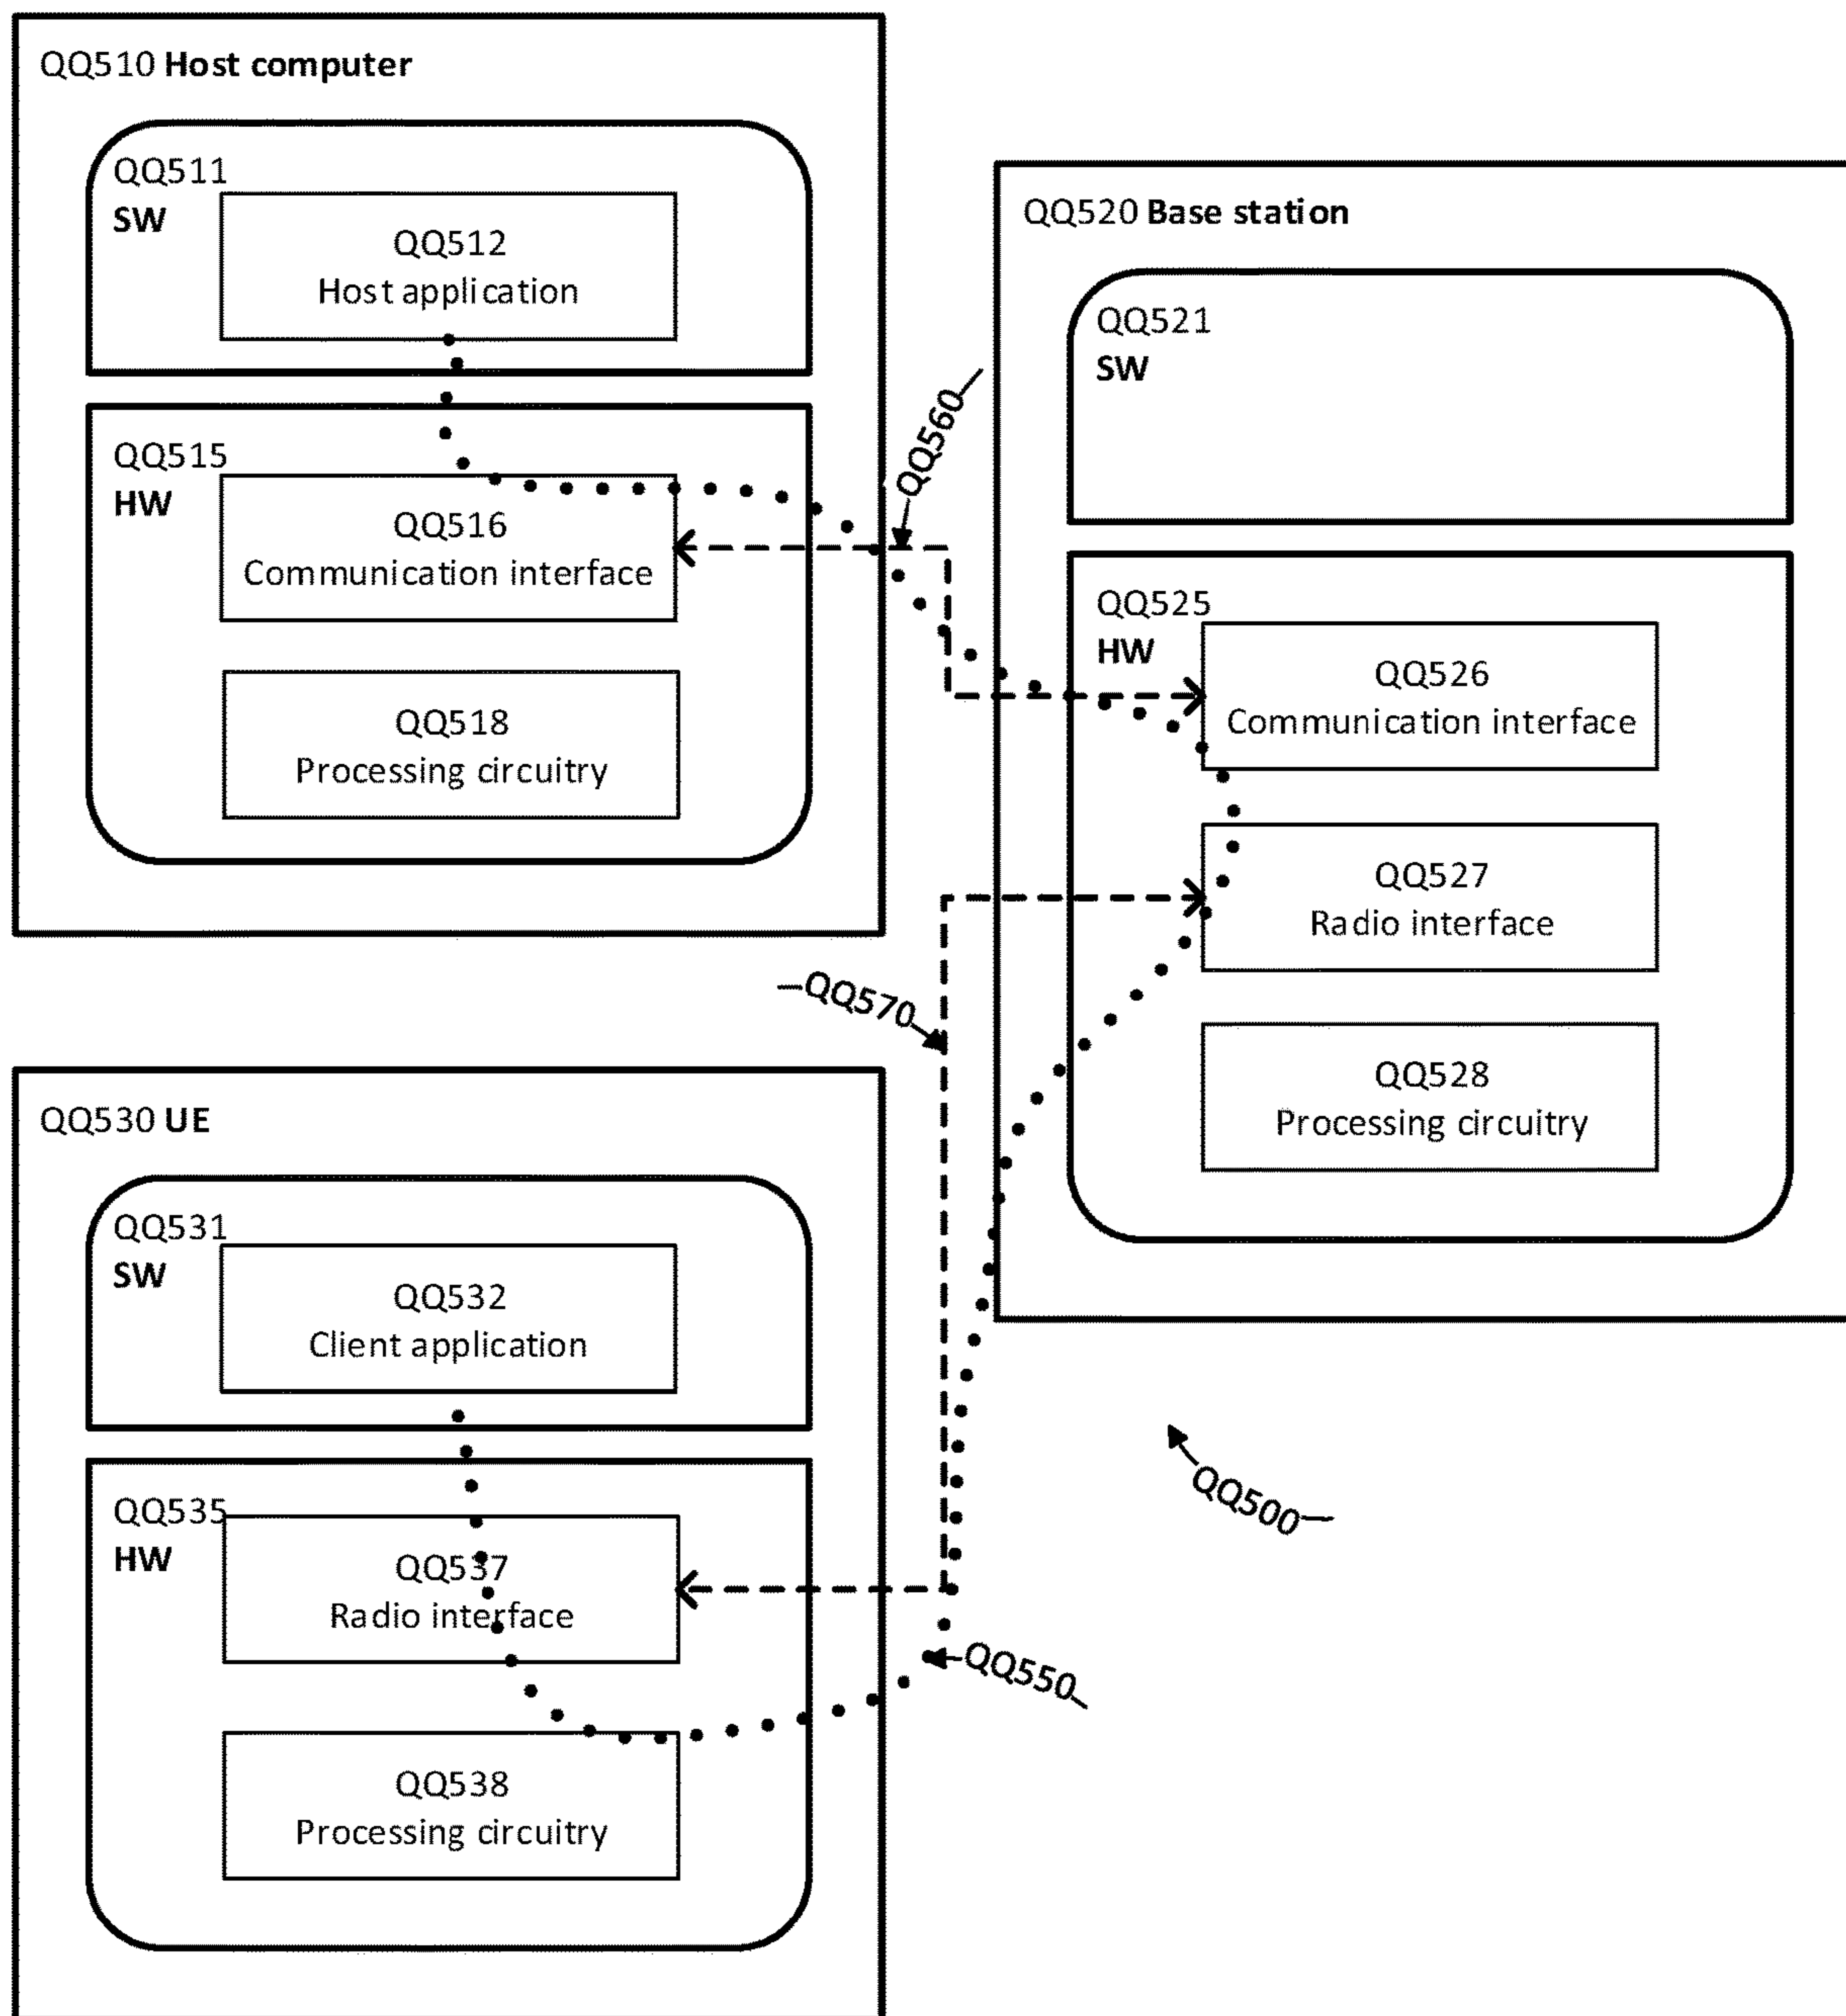 QQ510 Host computer
QQ511
SW
QQ512
Host application
QQ515
HW
QQ516
Communication interface
QQ518
Processing circuitry
QQ560
QQ520 Base station
QQ521
SW
QQ525
HW
QQ526
Communication interface
QQ527
Radio interface
QQ528
Processing circuitry
QQ570
QQ530 UE
QQ531
SW
QQ532
Client application
QQ535
HW
QQ537
Radio interface
QQ538
Processing circuitry
QQ500
QQ550